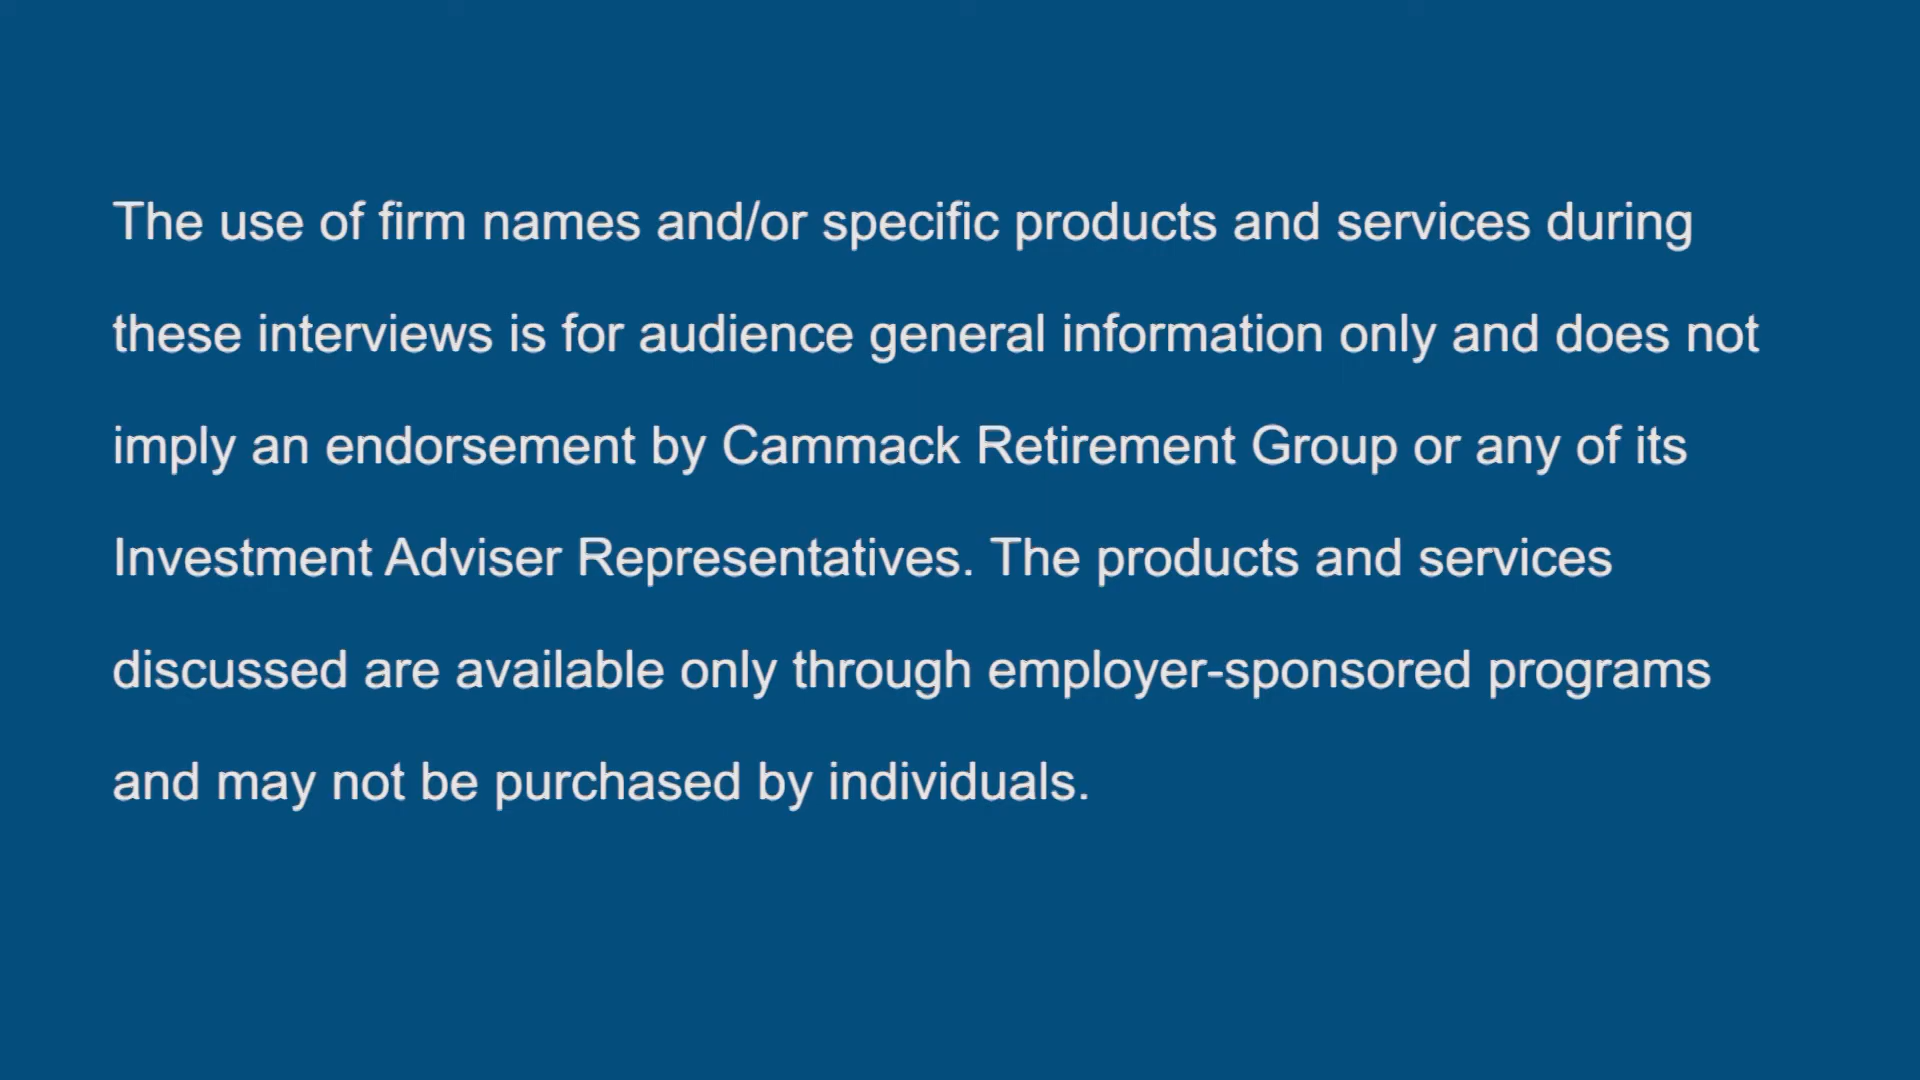 The use of firm names and/or specific products and services during
these interviews is for audience general information only and does not
imply an endorsement by Cammack Retirement Group or any of its
Investment Adviser Representatives. The products and services
discussed are available only through employer-sponsored programs
and may not be purchased by individuals.